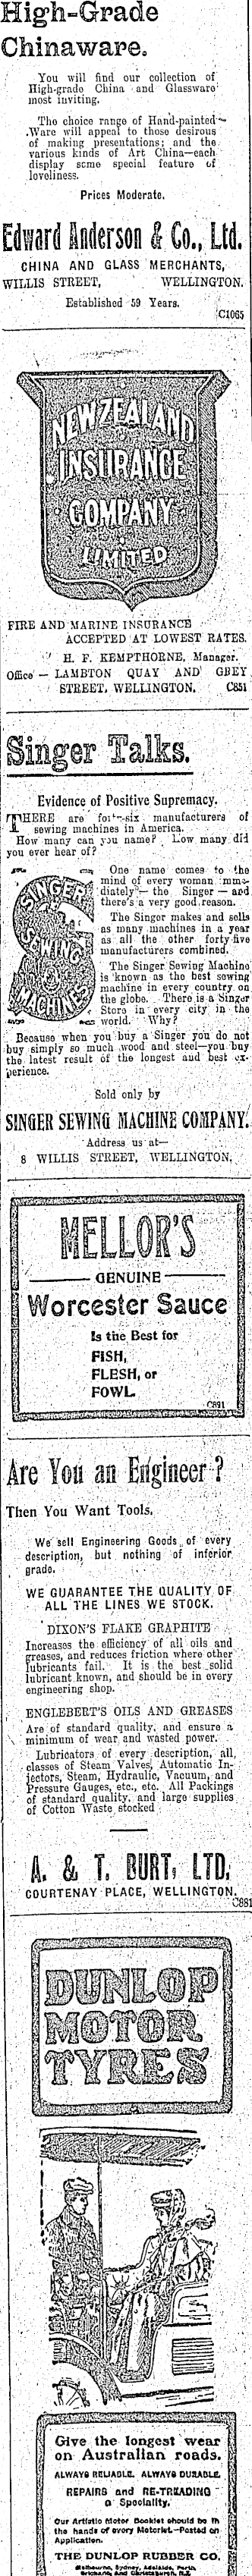 High-Grade
Chinaware.
You will find our collection of
High-grade China and Glassware
most inviting.
The choice range of Hand-painted
Ware will appeal to those desirous
of making presentations; and the
various kinds of Art China—each
display some special feature of
loveliness.
Prices Moderate.
Edward Anderson & Co., Ltd.
CHINA AND GLASS MERCHANTS,
WILLIS STREET, WELLINGTON.
Established 59 Years.
C1065
NEW ZEALAND
INSURANCE
COMPANY
LIMITED
FIRE AND MARINE INSURANCE
ACCEPTED AT LOWEST RATES.
H. F. KEMPTHORNE, Manager.
Office — LAMBTON QUAY AND GREY
STREET, WELLINGTON. C851
Singer Talks.
Evidence of Positive Supremacy.
THERE are forty-six manufacturers of
sewing machines in America.
How many can you name? How many did
you ever hear of?
SINGER
SEWING
MACHINES
One name comes to the
mind of every woman imme-
diately—the Singer—and
there's a very good reason.
The Singer makes and sells
as many machines in a year
as all the other forty-five
manufacturers combined.
The Singer Sewing Machine
is known as the best sewing
machine in every country on
the globe. There is a Singer
Store in every city in the
world. Why?
Because when you buy a Singer you do not
buy simply so much wood and steel—you buy
the latest result of the longest and best ex-
perience.
Sold only by
SINGER SEWING MACHINE COMPANY.
Address us at—
8 WILLIS STREET, WELLINGTON.
MELLOR'S
GENUINE
Worcester Sauce
Is the Best for
FISH,
FLESH, or
FOWL.
C891
Are You an Engineer?
Then You Want Tools.
We sell Engineering Goods of every
description, but nothing of inferior
grade.
WE GUARANTEE THE QUALITY OF
ALL THE LINES WE STOCK.
DIXON'S FLAKE GRAPHITE
Increases the efficiency of all oils and
greases, and reduces friction where other
lubricants fail. It is the best solid
lubricant known, and should be in every
engineering shop.
ENGLEBERT'S OILS AND GREASES
Are of standard quality, and ensure a
minimum of wear and wasted power.
Lubricators of every description, all
classes of Steam Valves, Automatic In-
jectors, Steam, Hydraulic, Vacuum, and
Pressure Gauges, etc., etc. All Packings
of standard quality, and large supplies
of Cotton Waste stocked
A. & T. BURT, LTD.
COURTENAY PLACE, WELLINGTON.
C881
DUNLOP
MOTOR
TYRES
Give the longest wear
on Australian roads.
ALWAYS RELIABLE. ALWAYS DURABLE.
REPAIRS and RE-TREADING
a Speciality.
Our Artistic Motor Booklet should be in
the hands of every Motorist—Posted on
Application.
THE DUNLOP RUBBER CO.
Melbourne, Sydney, Adelaide, Perth
Brisbane and Christchurch, N.Z.